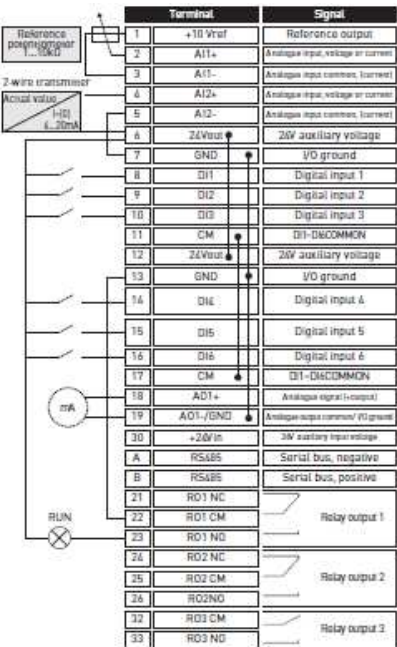 Terminal Signal
Reference potentiometer 1...10kΩ
2-wire transmitter
Actual value
I-(0) 4...20mA
mA
RUN
1 +10 Vref Reference output
2 AI1+ Analogue input, voltage or current
3 AI1- Analogue input common, (current)
4 AI2+ Analogue input, voltage or current
5 AI2- Analogue input common, (current)
6 24Vout 24V auxiliary voltage
7 GND I/O ground
8 DI1 Digital input 1
9 DI2 Digital input 2
10 DI3 Digital input 3
11 CM DI1-DI6COMMON
12 24Vout 24V auxiliary voltage
13 GND I/O ground
14 DI4 Digital input 4
15 DI5 Digital input 5
16 DI6 Digital input 6
17 CM DI1-DI6COMMON
18 AO1+ Analogue signal (+output)
19 AO1-/GND Analogue output common/ I/O ground
30 +24Vin 24V auxiliary input voltage
A RS485 Serial bus, negative
B RS485 Serial bus, positive
21 RO1 NC
22 RO1 CM Relay output 1
23 RO1 NO
24 RO2 NC
25 RO2 CM Relay output 2
26 RO2NO
32 RO3 CM
33 RO3 NO Relay output 3